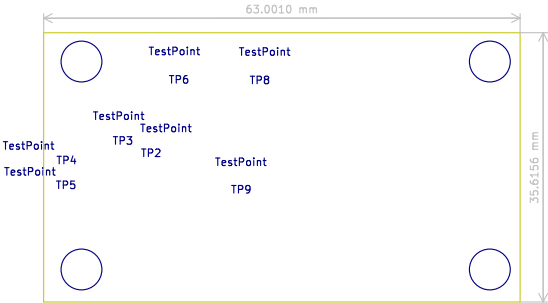 63.0010 mm
TestPoint
TP6
TestPoint
TP8
TestPoint
TP3
TestPoint
TP2
TestPoint
TP4
TestPoint
TP5
TestPoint
TP9
35.6156 mm